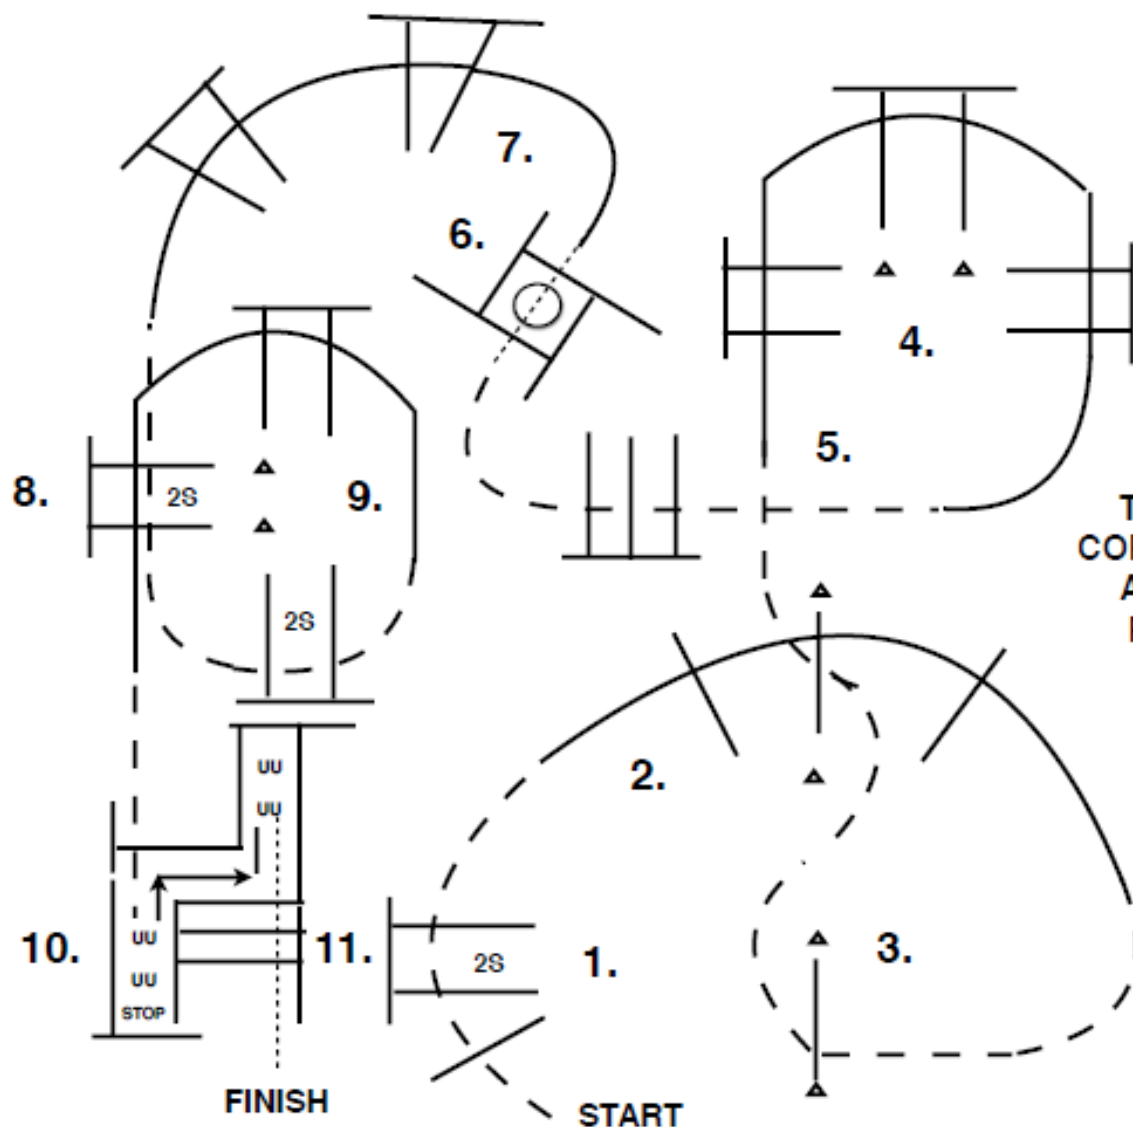 7.
6.
4.
5.
8.
2S
9.
2S
2.
UU
UU
10.
UU
UU
STOP
11.
2S
1.
3.
FINISH
START